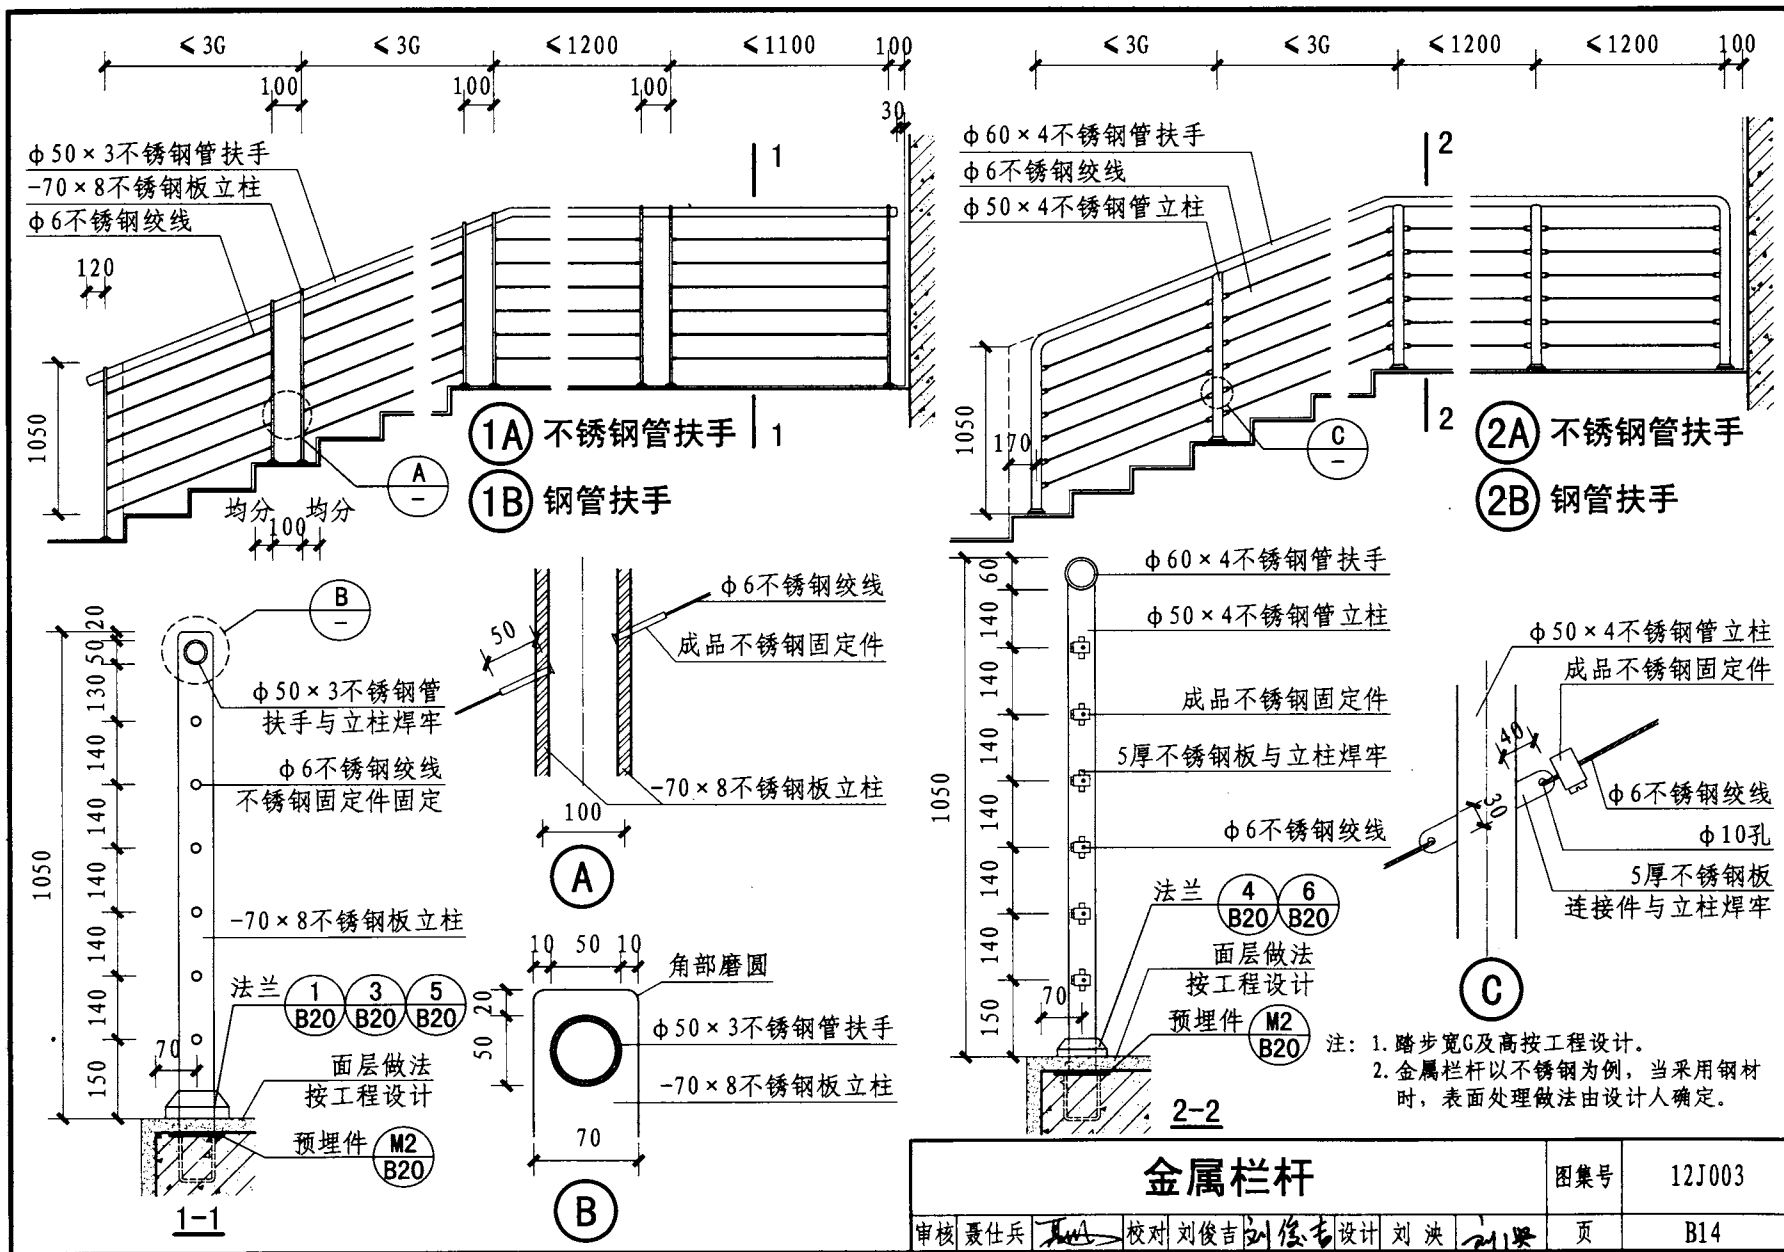 ≤3G ≤3G ≤1200 ≤1100 100
100 100 100 30
φ50×3不锈钢管扶手
-70×8不锈钢板立柱
φ6不锈钢绞线
120
1050
1
1
1A 不锈钢管扶手
1B 钢管扶手
A
-
均分 100 均分
≤3G ≤3G ≤1200 ≤1200 100
φ60×4不锈钢管扶手
φ6不锈钢绞线
φ50×4不锈钢管立柱
2
2
1050
170
C
-
2A 不锈钢管扶手
2B 钢管扶手
B
-
20
50
130
140
140
140
140
140
150
1050
φ50×3不锈钢管
扶手与立柱焊牢
φ6不锈钢绞线
不锈钢固定件固定
-70×8不锈钢板立柱
法兰 1 3 5
B20 B20 B20
70
面层做法
按工程设计
预埋件 M2
B20
1-1
φ6不锈钢绞线
50
成品不锈钢固定件
-70×8不锈钢板立柱
100
A
10 50 10
角部磨圆
20
50
φ50×3不锈钢管扶手
-70×8不锈钢板立柱
70
B
60
140
140
140
140
140
140
150
1050
φ60×4不锈钢管扶手
φ50×4不锈钢管立柱
成品不锈钢固定件
5厚不锈钢板与立柱焊牢
φ6不锈钢绞线
法兰 4 6
B20 B20
面层做法
按工程设计
70
预埋件 M2
B20
2-2
φ50×4不锈钢管立柱
成品不锈钢固定件
40
30
φ6不锈钢绞线
φ10孔
5厚不锈钢板
连接件与立柱焊牢
C
注: 1. 踏步宽G及高按工程设计。
2. 金属栏杆以不锈钢为例，当采用钢材
时，表面处理做法由设计人确定。
金属栏杆 图集号 12J003
审核 聂仕兵 校对 刘俊吉 刘俊吉 设计 刘泱 页 B14